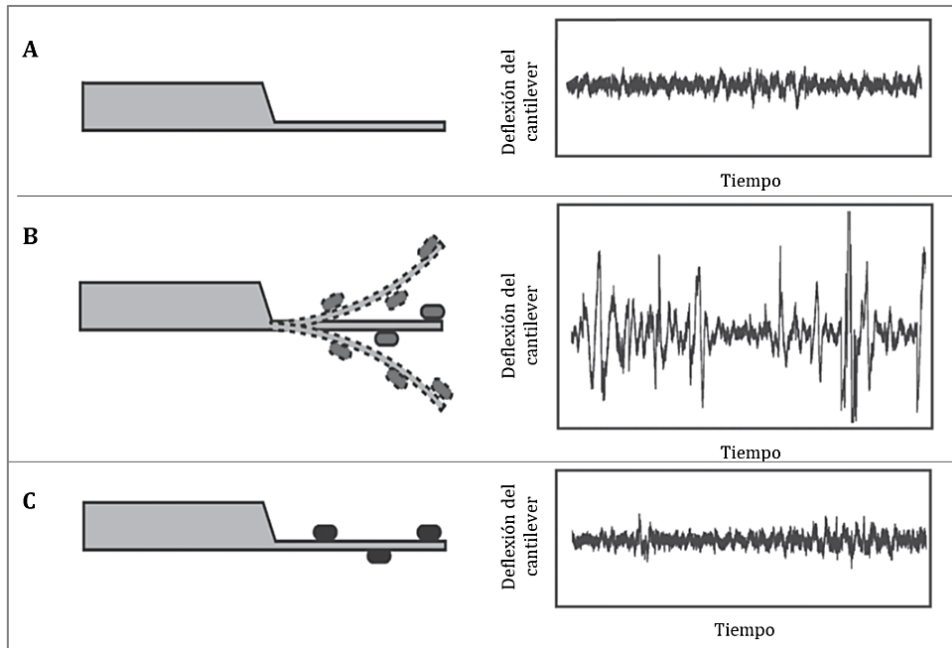 A
Deflexión del
cantilever
Tiempo
B
Deflexión del
cantilever
Tiempo
C
Deflexión del
cantilever
Tiempo